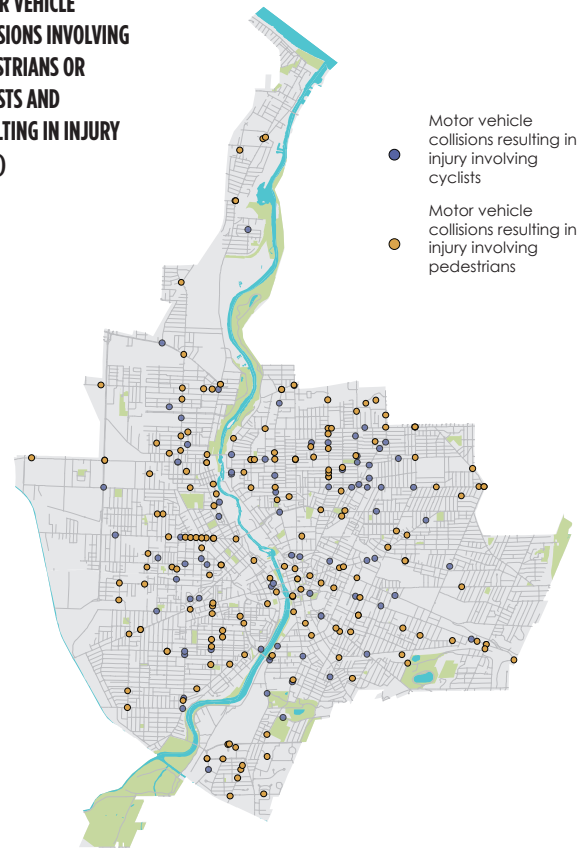 R VEHICLE
SIONS INVOLVING
STRIANS OR
STS AND
LTING IN INJURY
)
Motor vehicle
collisions resulting in
injury involving
cyclists
Motor vehicle
collisions resulting in
injury involving
pedestrians